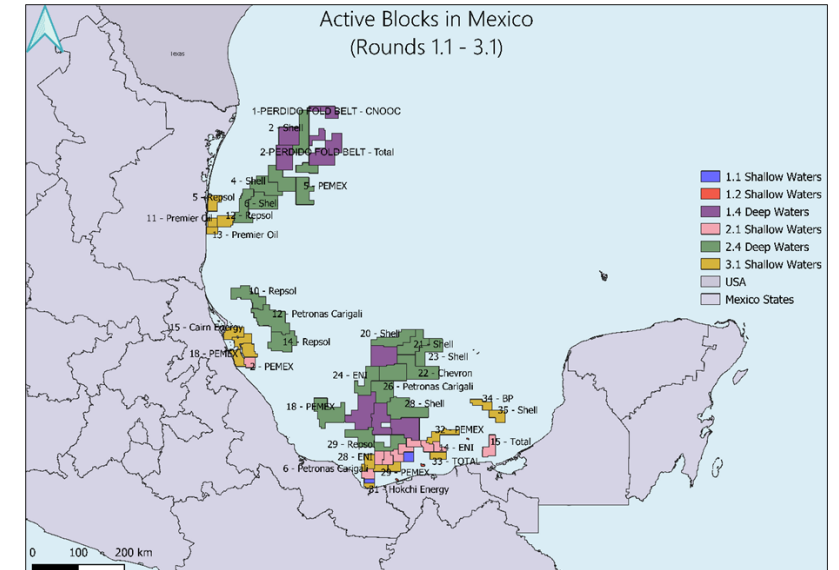 Active Blocks in Mexico
(Rounds 1.1 - 3.1)
Texas
1-PERDIDO FOLD BELT - CNOOC
2 - Shell
2-PERDIDO FOLD BELT - Total
4 - Shell
5 - PEMEX
5 - Repsol
6 - Shell
11 - Premier Oil
12 - Repsol
13 - Premier Oil
1.1 Shallow Waters
1.2 Shallow Waters
1.4 Deep Waters
2.1 Shallow Waters
2.4 Deep Waters
3.1 Shallow Waters
USA
Mexico States
10 - Repsol
12 - Petronas Carigali
15 - Cairn Energy
14 - Repsol
18 - PEMEX
2 - PEMEX
20 - Shell
21 - Shell
23 - Shell
22 - Chevron
24 - ENI
26 - Petronas Carigali
18 - PEMEX
28 - Shell
34 - BP
35 - Shell
32 - PEMEX
29 - Repsol
15 - Total
28 - ENI
33 - TOTAL
6 - Petronas Carigali
29 - PEMEX
31 - Hokchi Energy
0 100 200 km